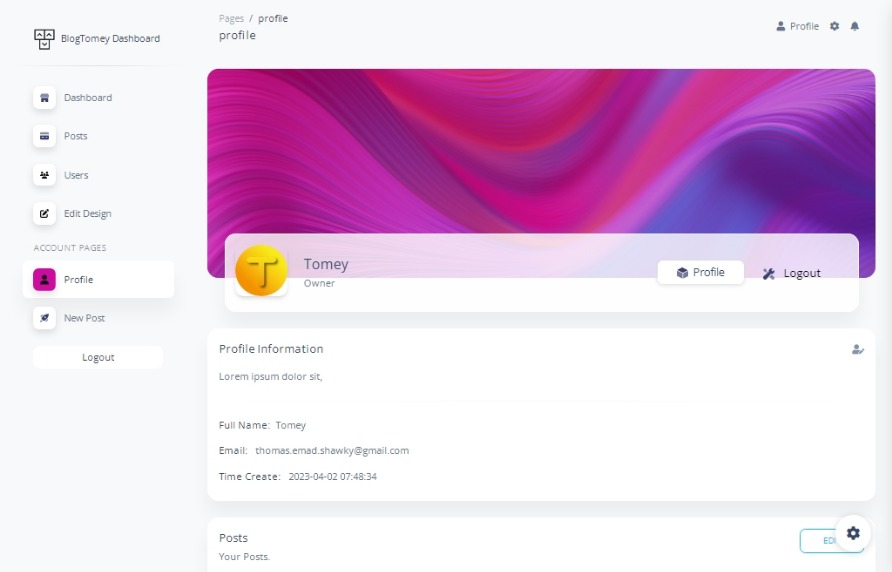 BlogTomey Dashboard
Dashboard
Posts
Users
Edit Design
ACCOUNT PAGES
Profile
New Post
Logout
Pages / profile
profile
Profile
T
Tomey
Owner
Profile
Logout
Profile Information
Lorem ipsum dolor sit,
Full Name: Tomey
Email: thomas.emad.shawky@gmail.com
Time Create: 2023-04-02 07:48:34
Posts
Your Posts.